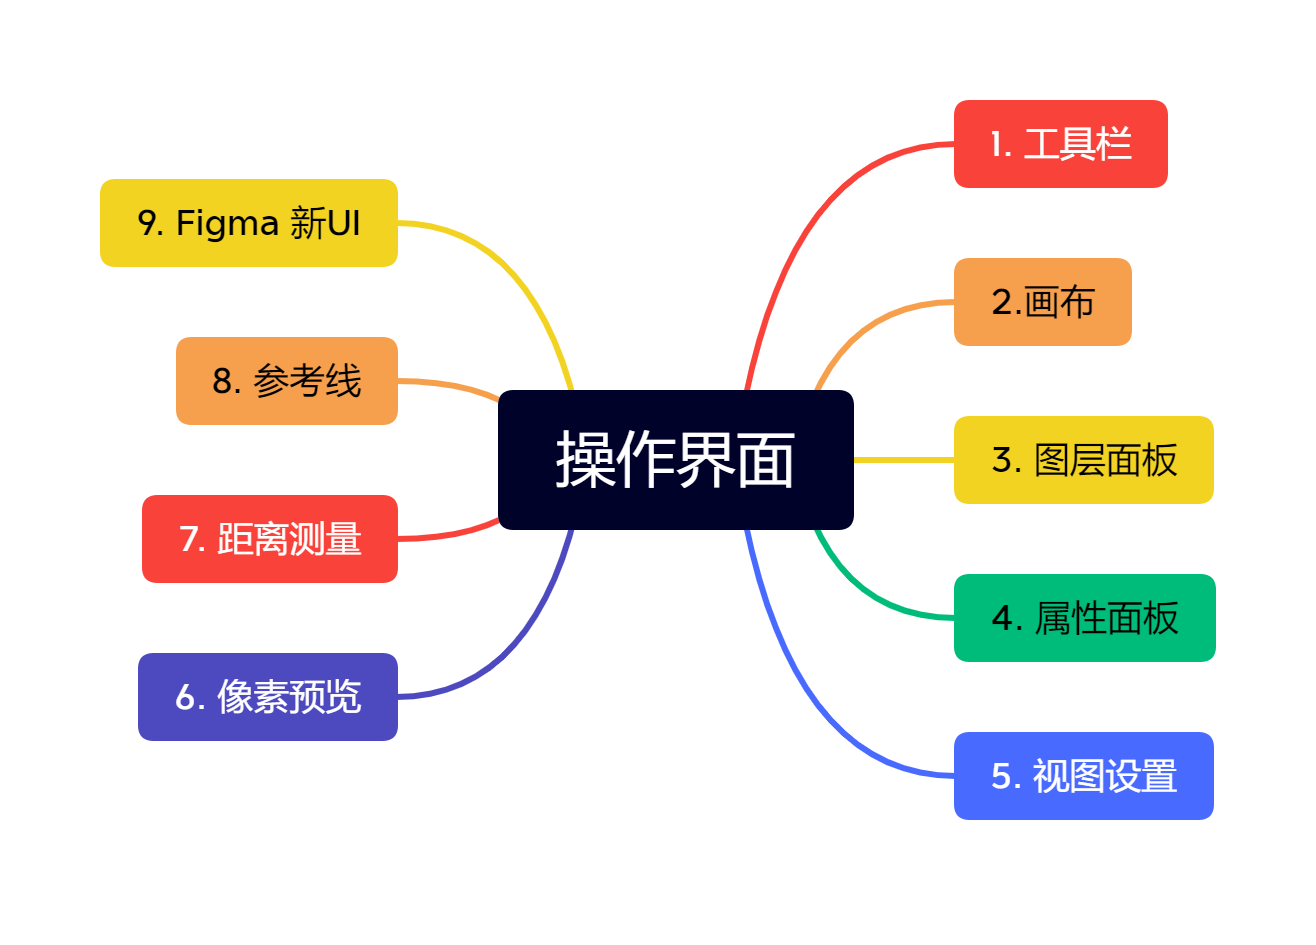 操作界面
1. 工具栏
2.画布
3. 图层面板
4. 属性面板
5. 视图设置
6. 像素预览
7. 距离测量
8. 参考线
9. Figma 新UI